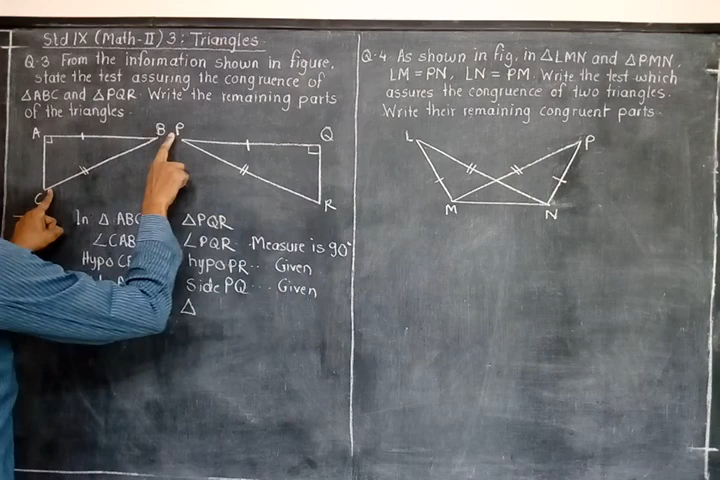 Std IX (Math-II) 3: Triangles.
Q.3 From the information shown in figure,
state the test assuring the congruence of
△ABC and △PQR. Write the remaining parts
of the triangles.
A B P Q
C R
In △ ABC △PQR
∠CAB ∠PQR .. Measure is 90°
Hypo C hypo PR .. Given
side PQ ... Given
△
Q.4 As shown in fig. in △LMN and △PMN,
LM = PN, LN = PM. Write the test which
assures the congruence of two triangles.
Write their remaining congruent parts.
L P
M N